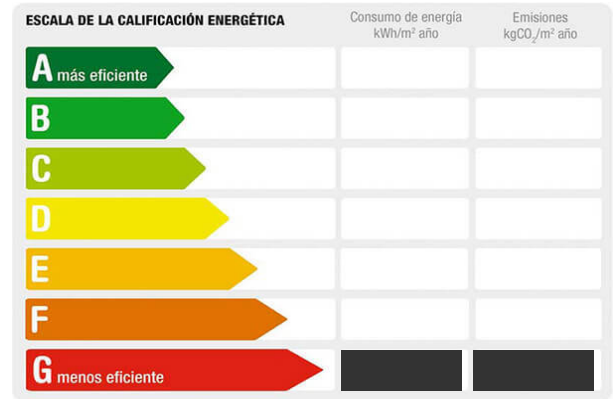 ESCALA DE LA CALIFICACIÓN ENERGÉTICA
Consumo de energía
kWh/m² año
Emisiones
kgCO₂/m² año
A más eficiente
B
C
D
E
F
G menos eficiente